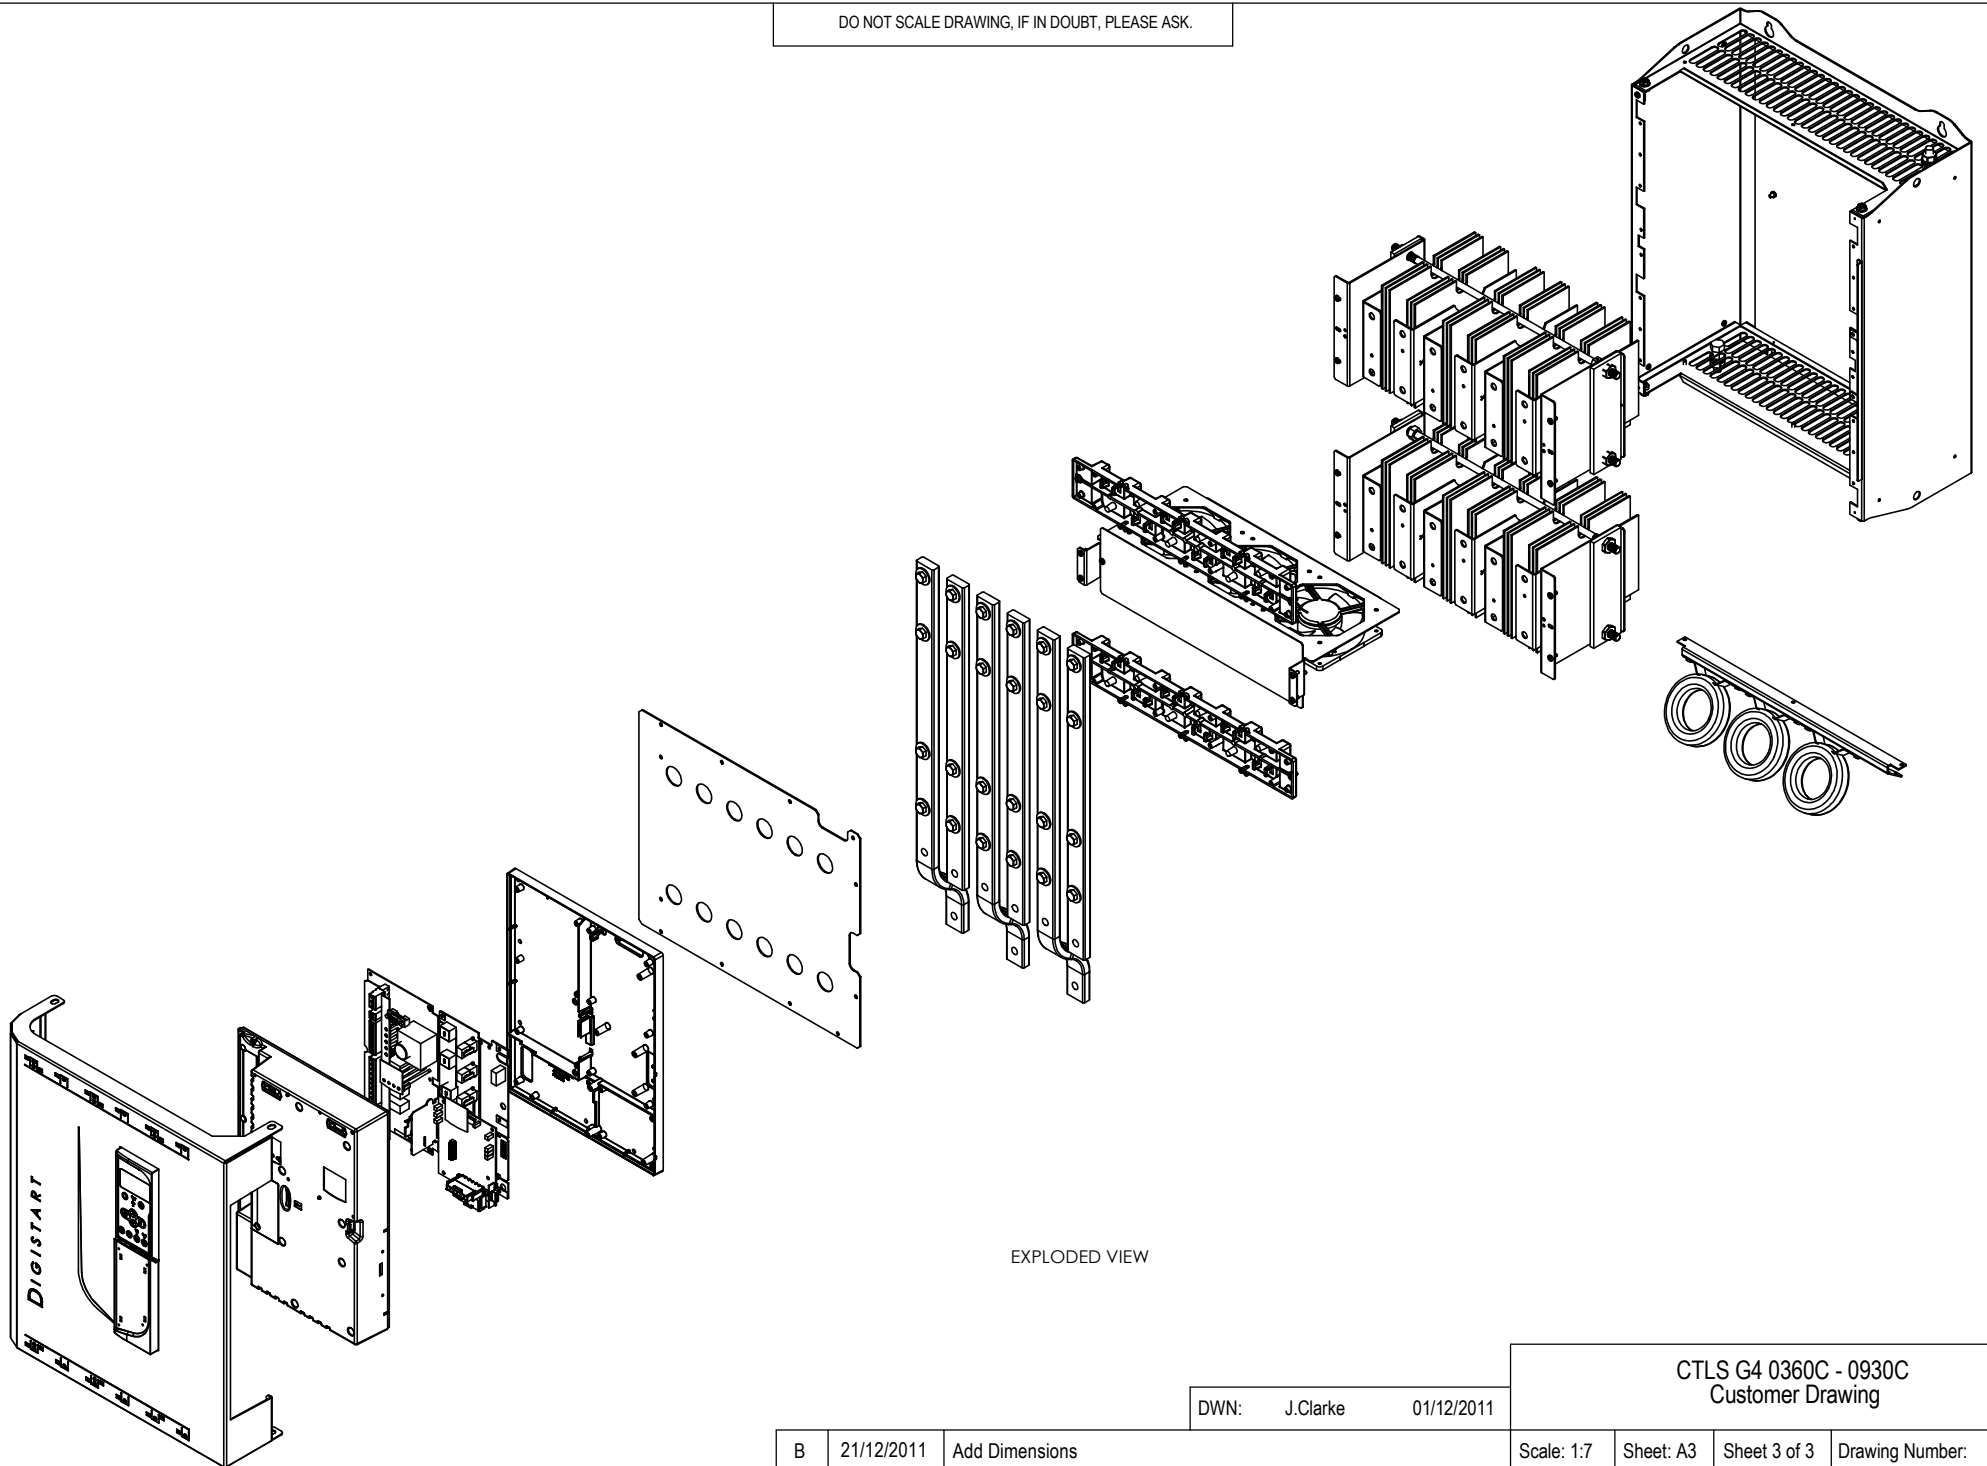 DO NOT SCALE DRAWING, IF IN DOUBT, PLEASE ASK.
DIGISTART
EXPLODED VIEW
CTLS G4 0360C - 0930C
Customer Drawing
DWN: J.Clarke 01/12/2011
B 21/12/2011 Add Dimensions
Scale: 1:7 Sheet: A3 Sheet 3 of 3 Drawing Number: